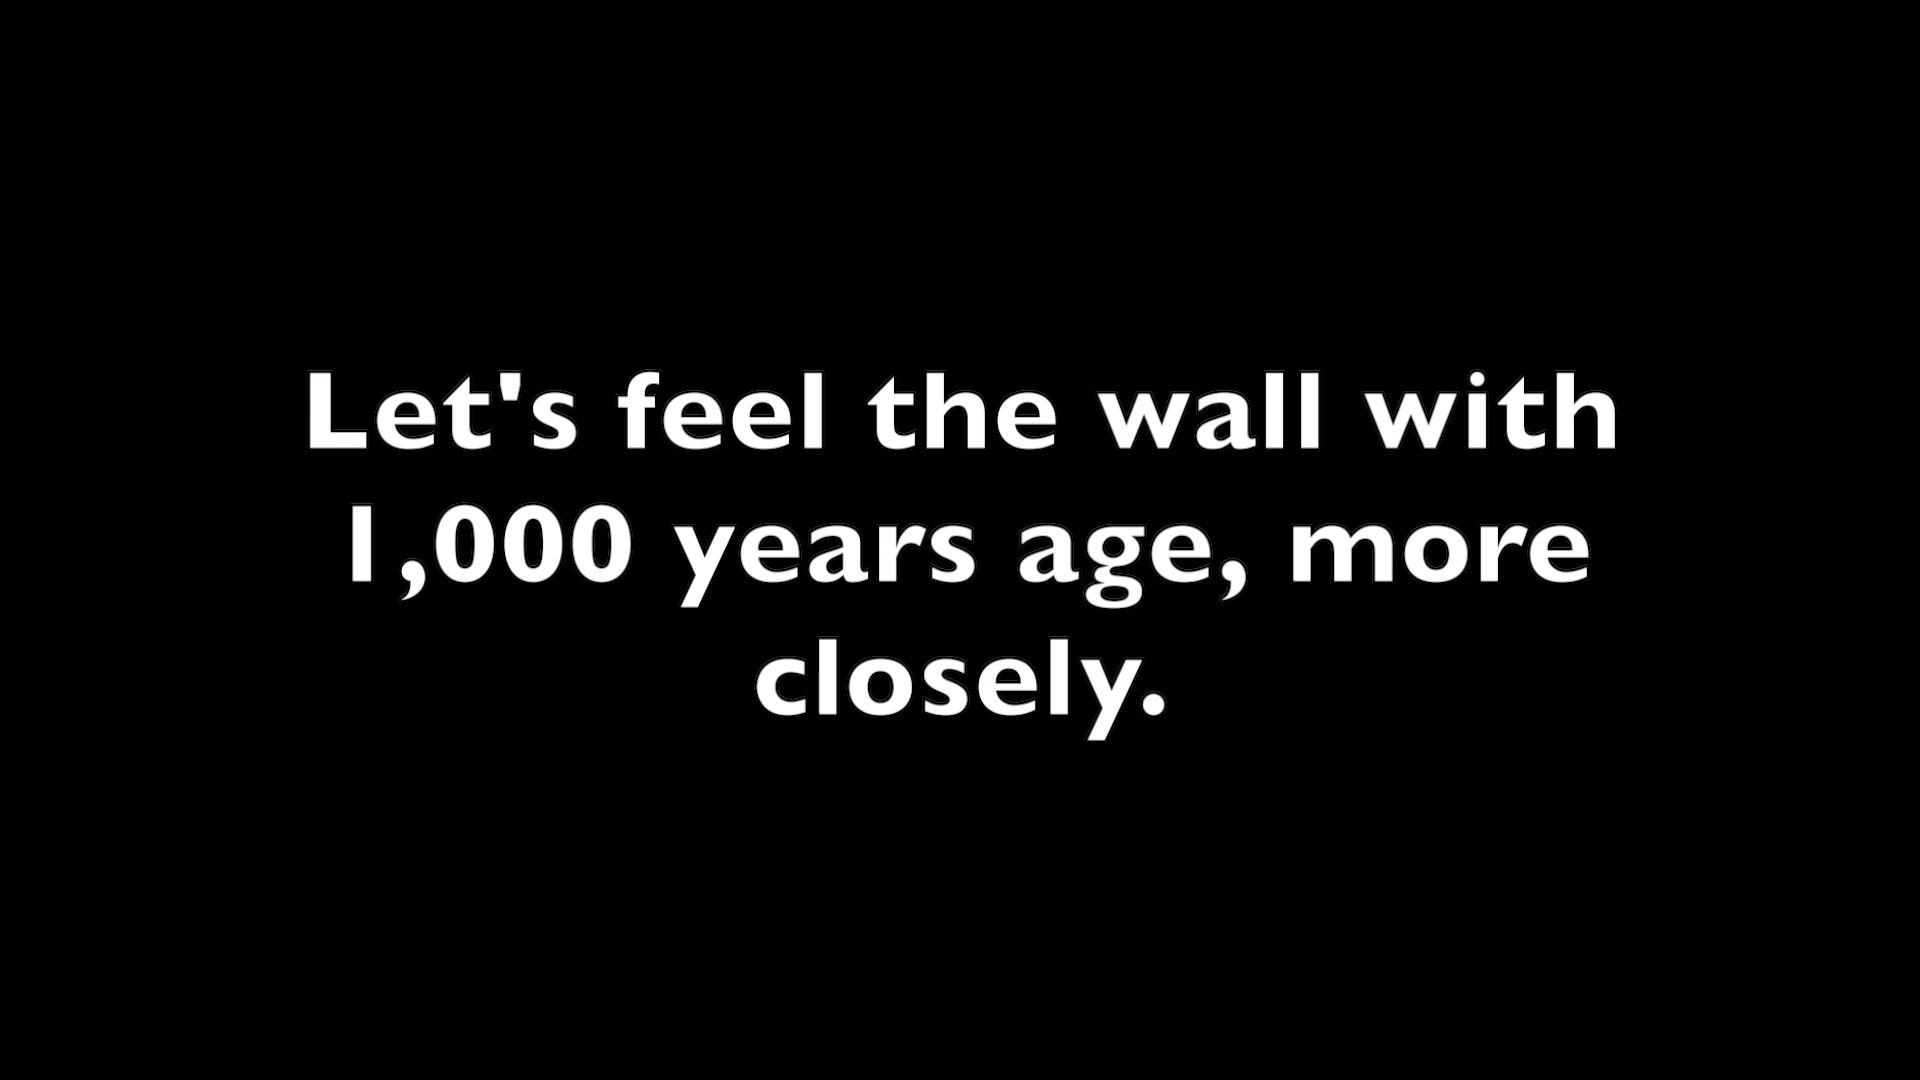 Let's feel the wall with
1,000 years age, more
closely.